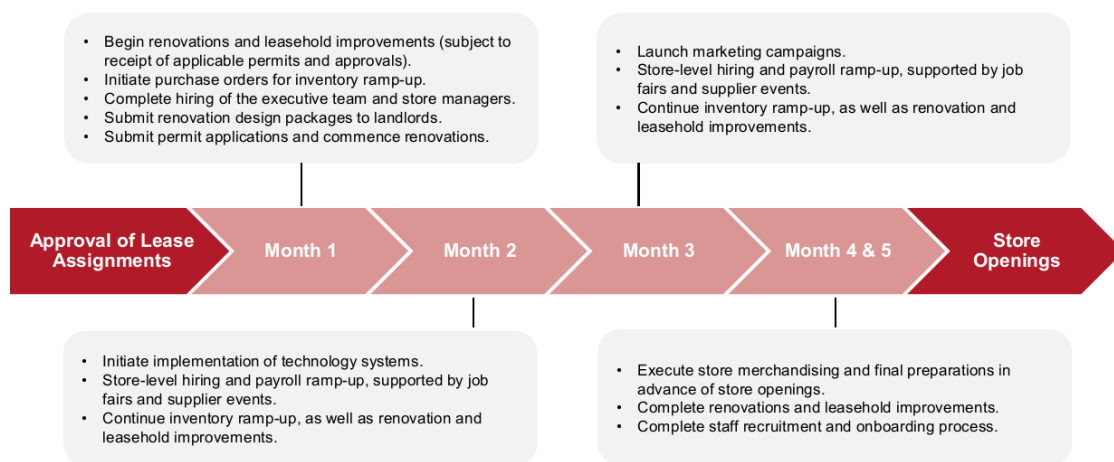 • Begin renovations and leasehold improvements (subject to
receipt of applicable permits and approvals).
• Initiate purchase orders for inventory ramp-up.
• Complete hiring of the executive team and store managers.
• Submit renovation design packages to landlords.
• Submit permit applications and commence renovations.
• Launch marketing campaigns.
• Store-level hiring and payroll ramp-up, supported by job
fairs and supplier events.
• Continue inventory ramp-up, as well as renovation and
leasehold improvements.
Approval of Lease
Assignments
Month 1
Month 2
Month 3
Month 4 & 5
Store
Openings
• Initiate implementation of technology systems.
• Store-level hiring and payroll ramp-up, supported by job
fairs and supplier events.
• Continue inventory ramp-up, as well as renovation and
leasehold improvements.
• Execute store merchandising and final preparations in
advance of store openings.
• Complete renovations and leasehold improvements.
• Complete staff recruitment and onboarding process.